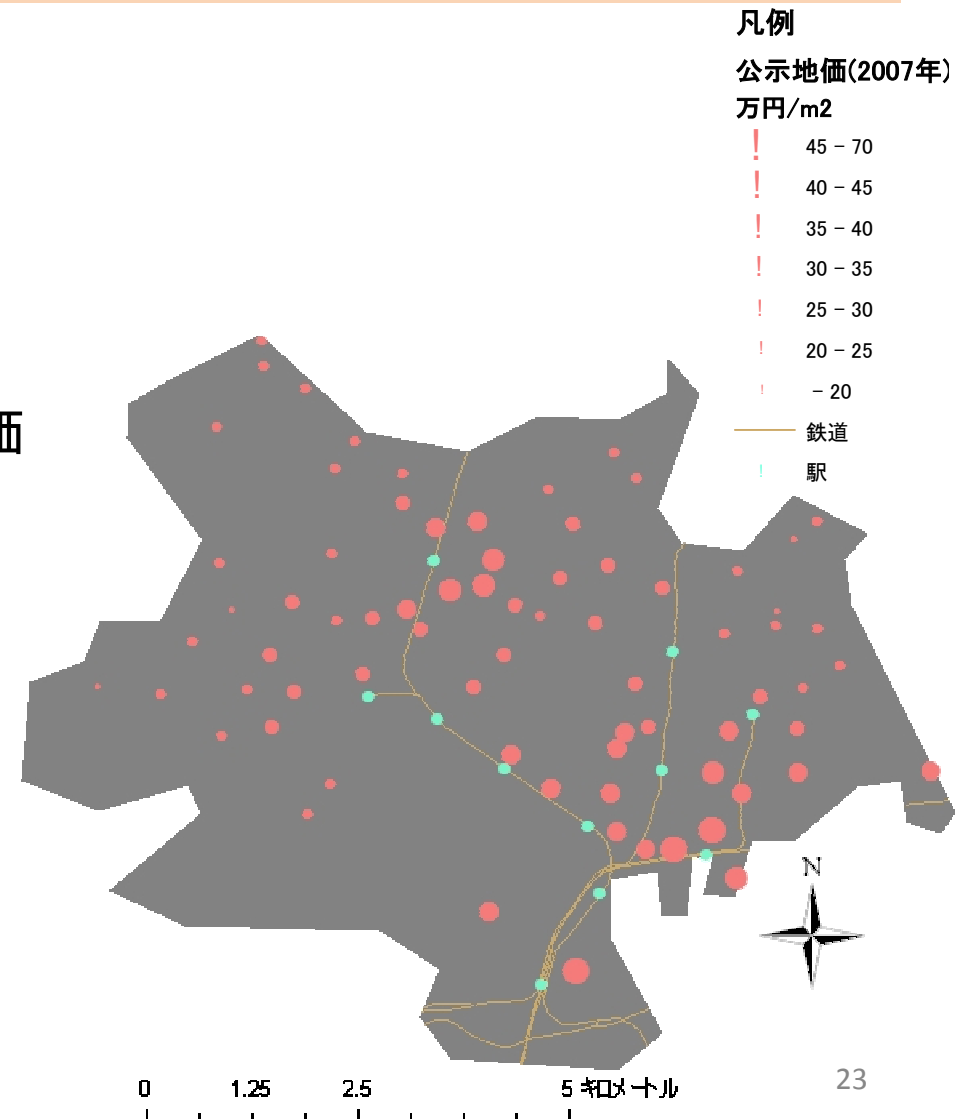 凡例
公示地価(2007年)
万円/m2
! 45 - 70
! 40 - 45
! 35 - 40
! 30 - 35
! 25 - 30
! 20 - 25
! - 20
鉄道
! 駅
価
N
0 1.25 2.5 5 キロメートル
23